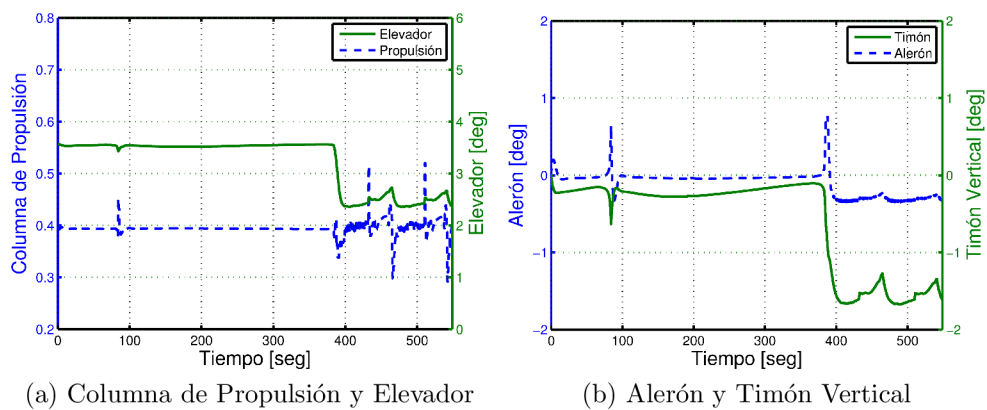 0.8
0.7
0.6
0.5
0.4
0.3
0.2
Columna de Propulsión
6
5
4
3
2
1
0
Elevador [deg]
Elevador
Propulsión
0 100 200 300 400 500
Tiempo [seg]
(a) Columna de Propulsión y Elevador
2
1
0
−1
−2
Alerón [deg]
2
1
0
−1
−2
Timón Vertical [deg]
Timón
Alerón
0 100 200 300 400 500
Tiempo [seg]
(b) Alerón y Timón Vertical